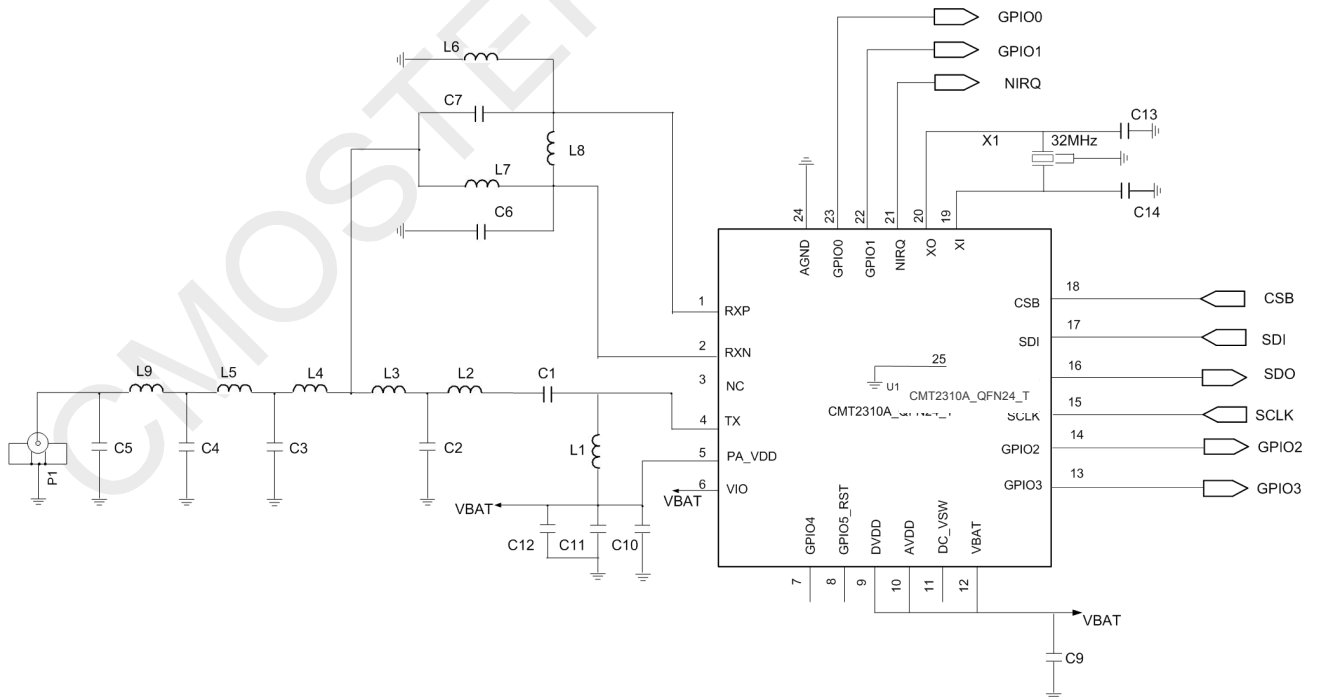 GPIO0
GPIO1
NIRQ
L6
C7
L8
L7
C6
C13
X1 32MHz
C14
24 23 22 21 20 19
AGND GPIO0 GPIO1 NIRQ XO XI
1 RXP
2 RXN
3 NC
4 TX
5 PA_VDD
6 VIO
VBAT
CSB 18 CSB
SDI 17 SDI
16 SDO
SCLK 15 SCLK
GPIO2 14 GPIO2
GPIO3 13 GPIO3
25
U1
CMT2310A_QFN24_T
CMT2310A_QFN24_T
L9 L5 L4 L3 L2 C1
C5 C4 C3 C2 L1
P1
VBAT
C12 C11 C10
GPIO4 GPIO5_RST DVDD AVDD DC_VSW VBAT
7 8 9 10 11 12
VBAT
C9
CMOSTEK